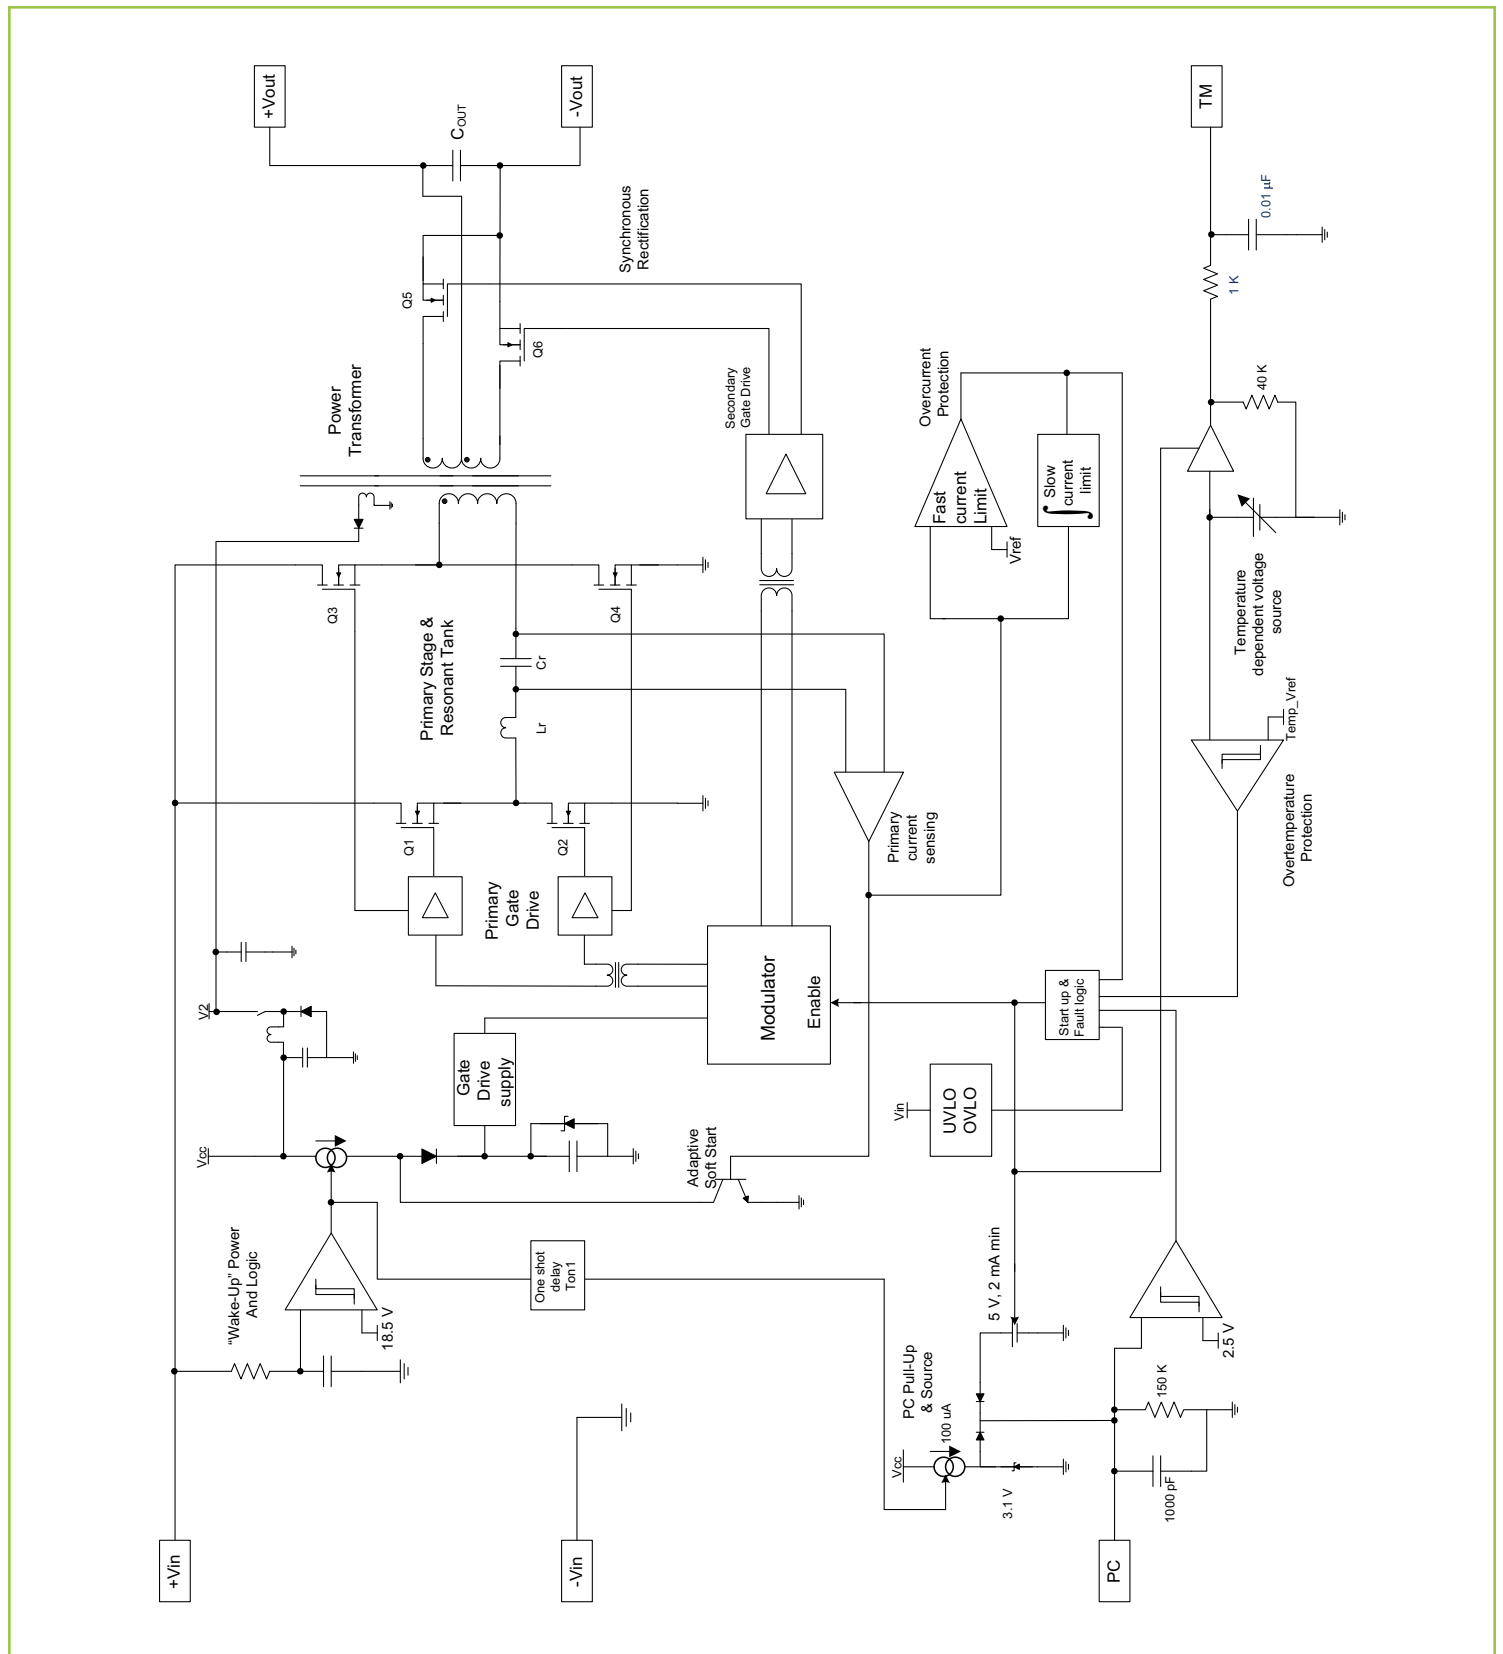 +Vout
-Vout
C_OUT
TM
0.01 µF
1 K
40 K
Synchronous
Rectification
Q5
Q6
Power
Transformer
Secondary
Gate Drive
Overcurrent
Protection
Fast
current
Limit
Vref
Slow
current
limit
Temperature
dependent voltage
source
Temp_Vref
Overtemperature
Protection
Q3
Q4
Primary Stage &
Resonant Tank
Cr
Lr
Q1
Q2
Primary
current
sensing
Primary
Gate
Drive
Modulator
Enable
Start up &
Fault logic
V2
Gate
Drive
supply
Vin
UVLO
OVLO
Vcc
Adaptive
Soft Start
"Wake-Up" Power
And Logic
18.5 V
One shot
delay
Ton1
5 V, 2 mA min
PC Pull-Up
& Source
100 uA
Vcc
3.1 V
2.5 V
150 K
1000 pF
+Vin
-Vin
PC